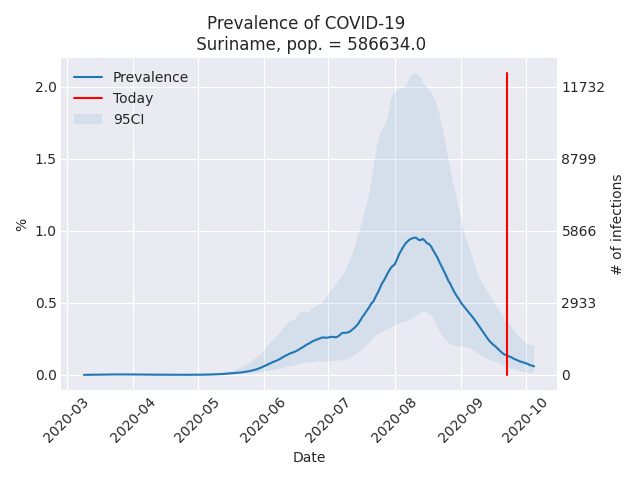 Prevalence of COVID-19
Suriname, pop. = 586634.0
Prevalence
Today
95CI
2.0
1.5
1.0
0.5
0.0
%
11732
8799
5866
2933
0
# of infections
2020-03
2020-04
2020-05
2020-06
2020-07
2020-08
2020-09
2020-10
Date